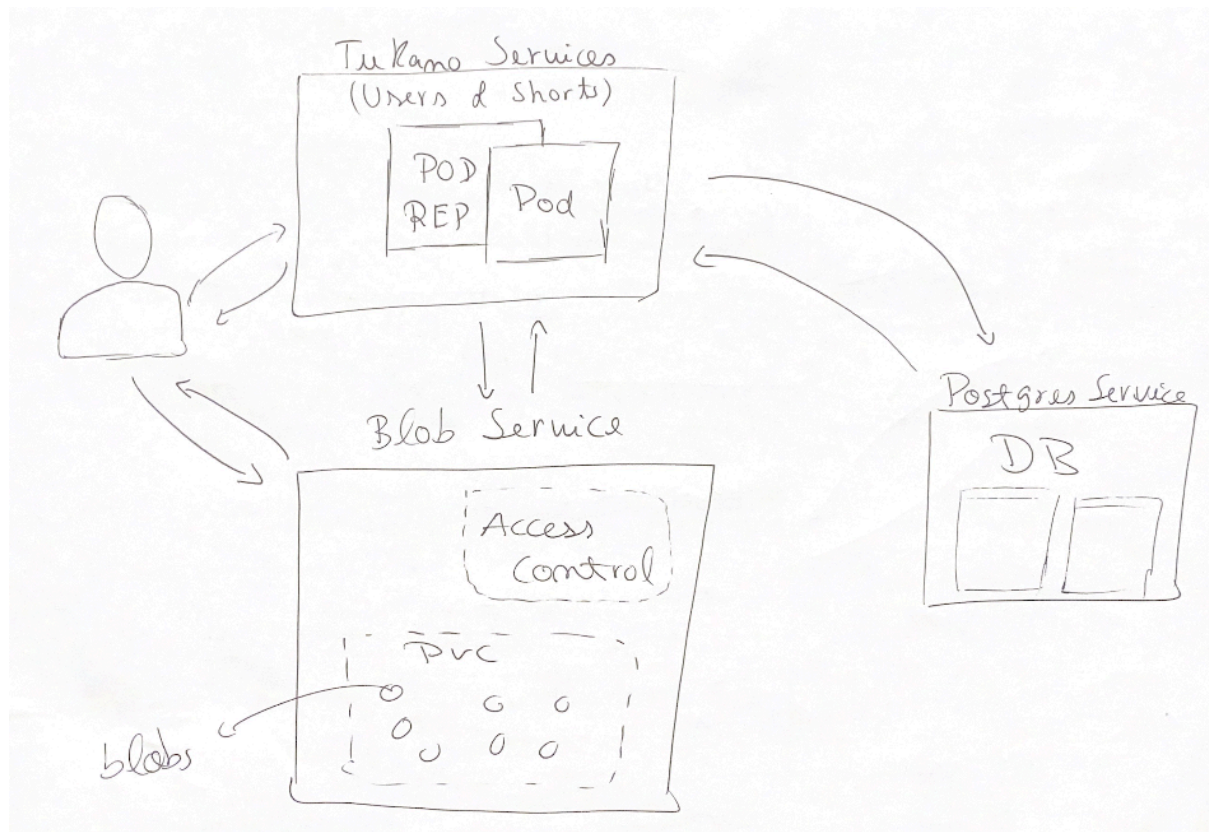 Tukano Services
(Users & Shorts)
POD
REP
Pod
Postgres Service
DB
Blob Service
Access
Control
PVC
blobs